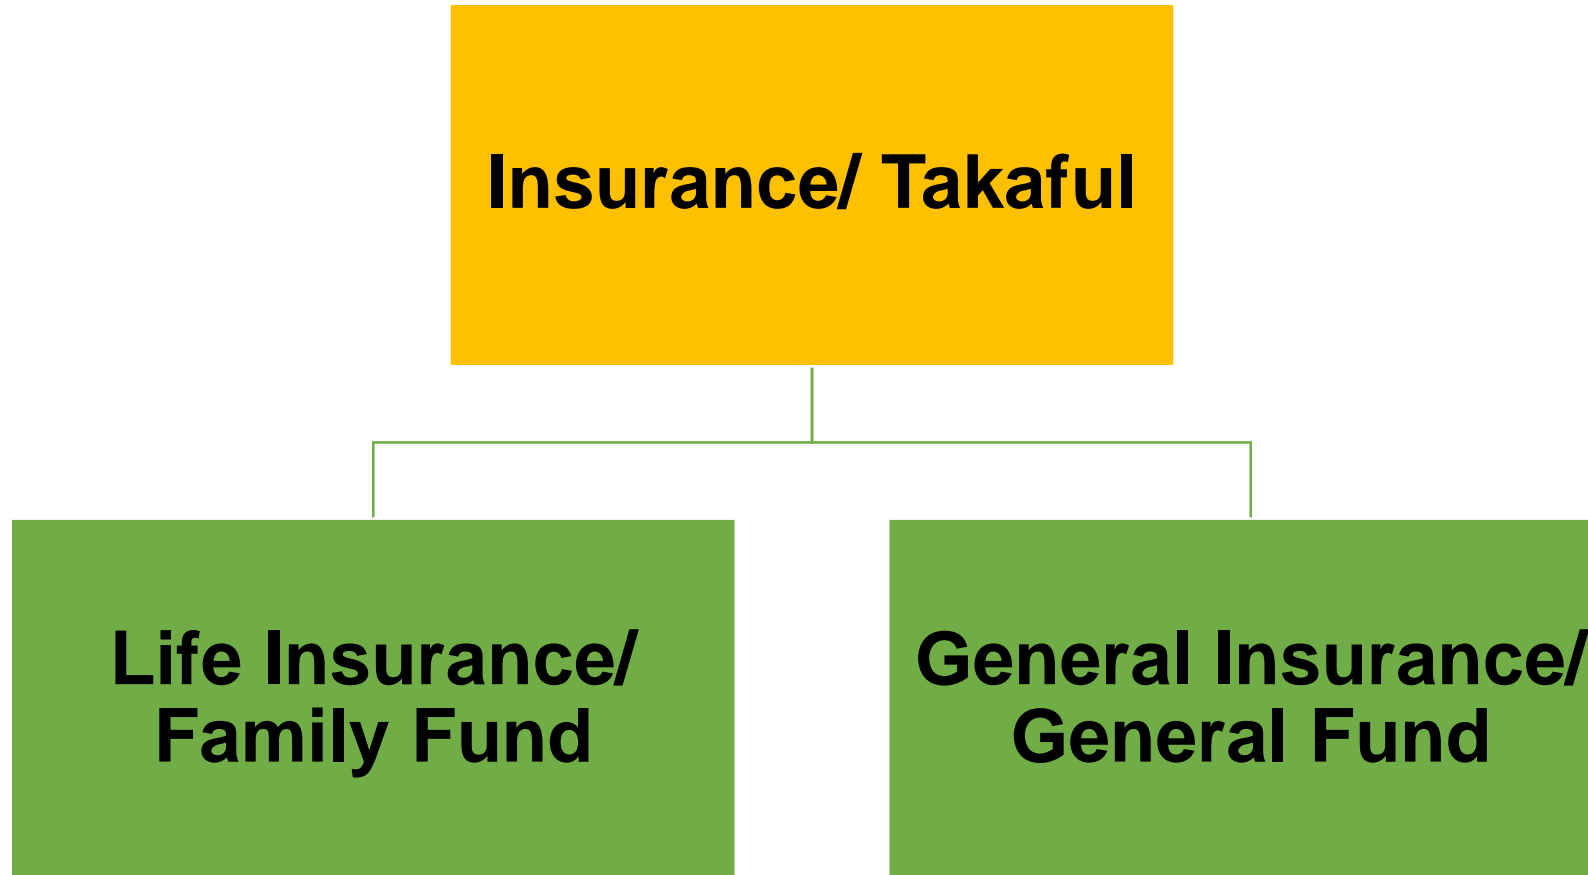 Insurance/ Takaful
Life Insurance/
Family Fund
General Insurance/
General Fund